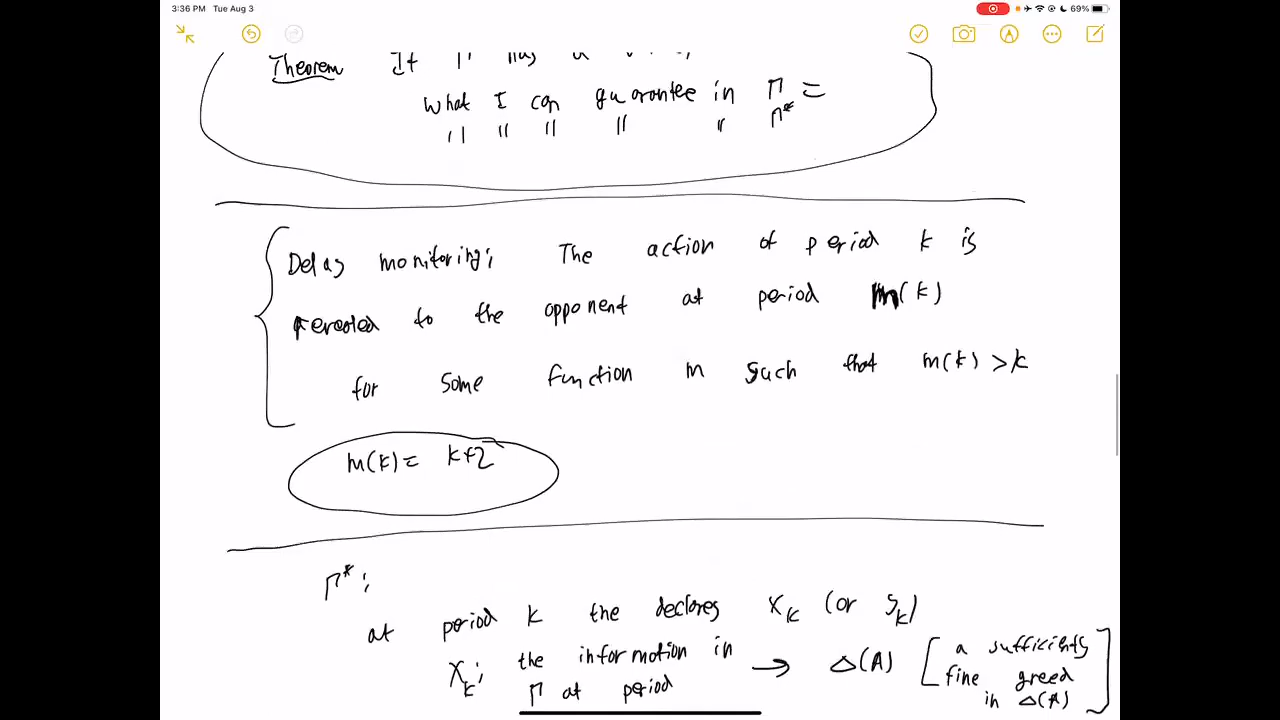 3:36 PM Tue Aug 3
69%
Theorem If Γ has a
what I can guarantee in Γ =
" " " " " Γ*
Delay monitoring: The action of period k is
revealed to the opponent at period m(k)
for some function m such that m(k) > k
m(k) = k+2
Γ*:
at period k the declares x_k (or s_k)
x_k: the information in → Δ(A) [a sufficiently
Γ at period fine greed
in Δ(A)]